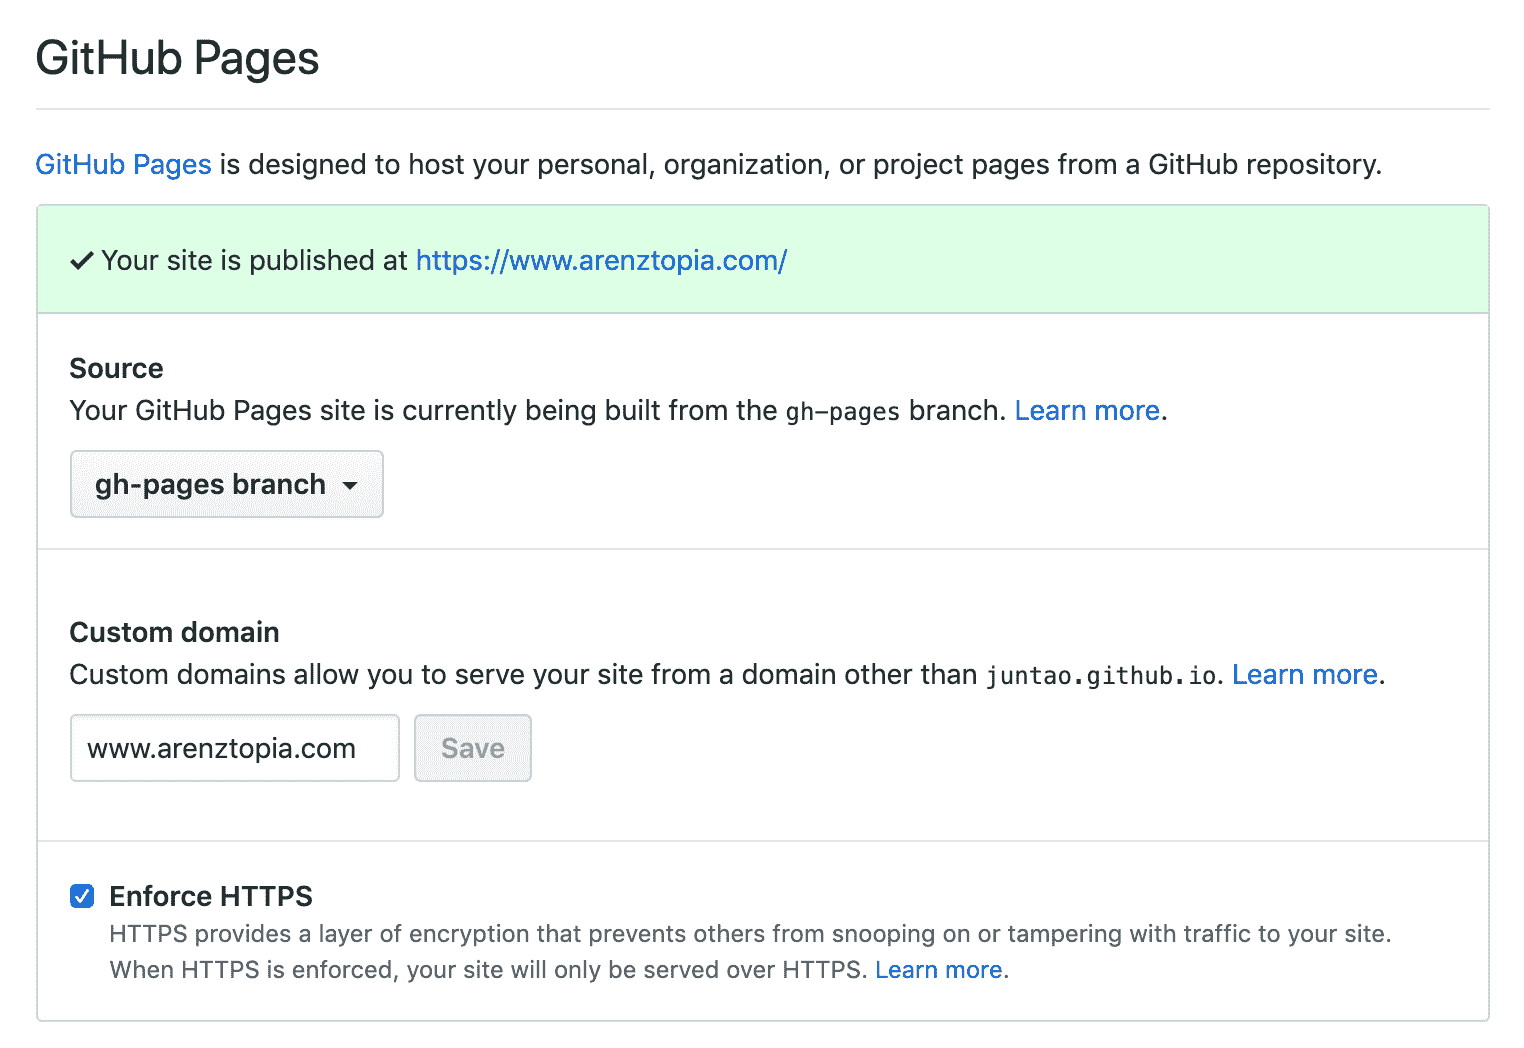 GitHub Pages
GitHub Pages is designed to host your personal, organization, or project pages from a GitHub repository.
Your site is published at https://www.arenztopia.com/
Source
Your GitHub Pages site is currently being built from the gh-pages branch. Learn more.
gh-pages branch
Custom domain
Custom domains allow you to serve your site from a domain other than juntao.github.io. Learn more.
www.arenztopia.com Save
Enforce HTTPS
HTTPS provides a layer of encryption that prevents others from snooping on or tampering with traffic to your site.
When HTTPS is enforced, your site will only be served over HTTPS. Learn more.